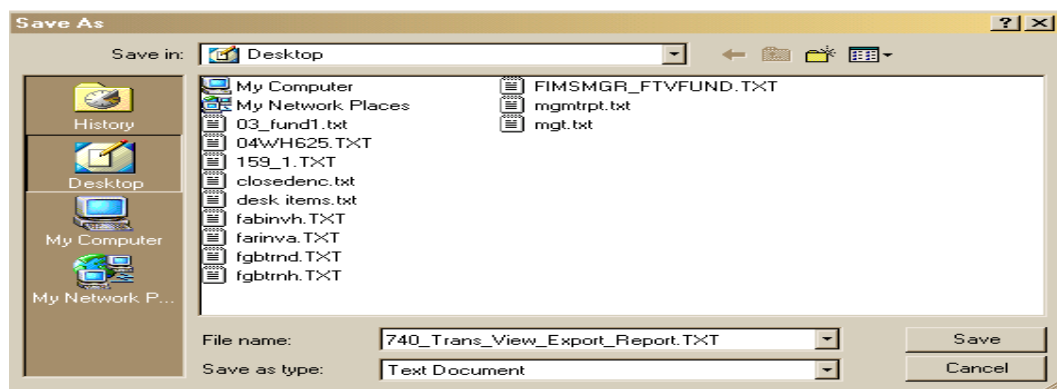 Save As
Save in: Desktop
History
Desktop
My Computer
My Network P...
My Computer
My Network Places
03_fund1.txt
04WH625.TXT
159_1.TXT
closedenc.txt
desk items.txt
fabinvh.TXT
farinva.TXT
fgbtrnd.TXT
fgbtrnh.TXT
FIMSMGR_FTVFUND.TXT
mgmtrpt.txt
mgt.txt
File name: 740_Trans_View_Export_Report.TXT Save
Save as type: Text Document Cancel